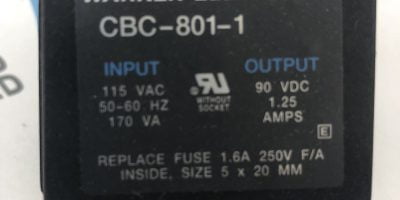 CBC-801-1
INPUT OUTPUT
115 VAC 90 VDC
50-60 HZ WITHOUT 1.25
170 VA SOCKET AMPS
E
REPLACE FUSE 1.6A 250V F/A
INSIDE, SIZE 5 x 20 MM